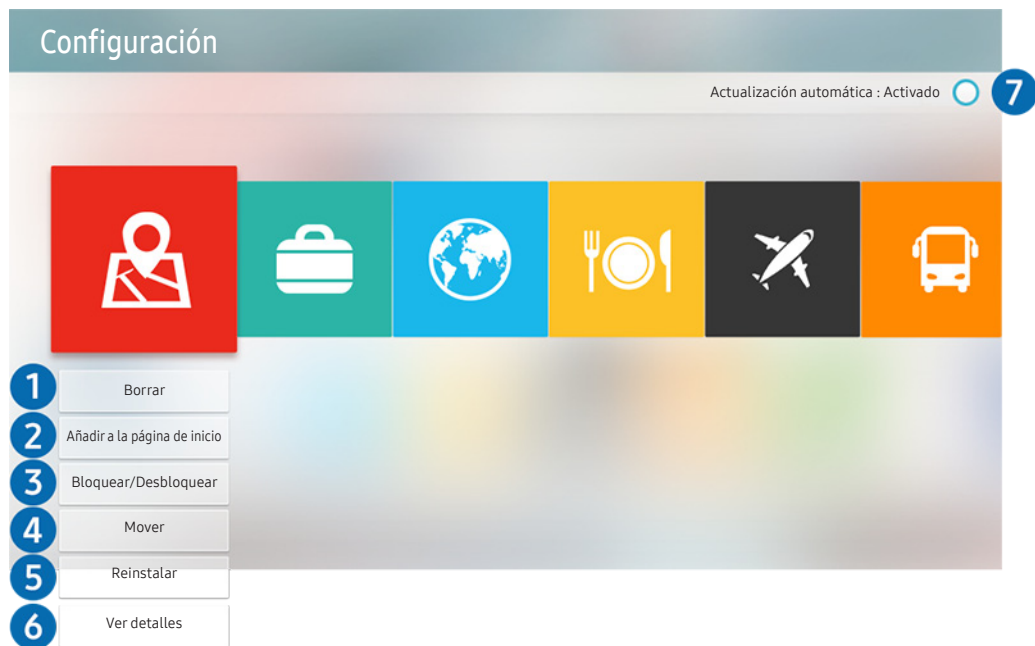 Configuración
Actualización automática : Activado
7
1
Borrar
2
Añadir a la página de inicio
3
Bloquear/Desbloquear
4
Mover
5
Reinstalar
6
Ver detalles